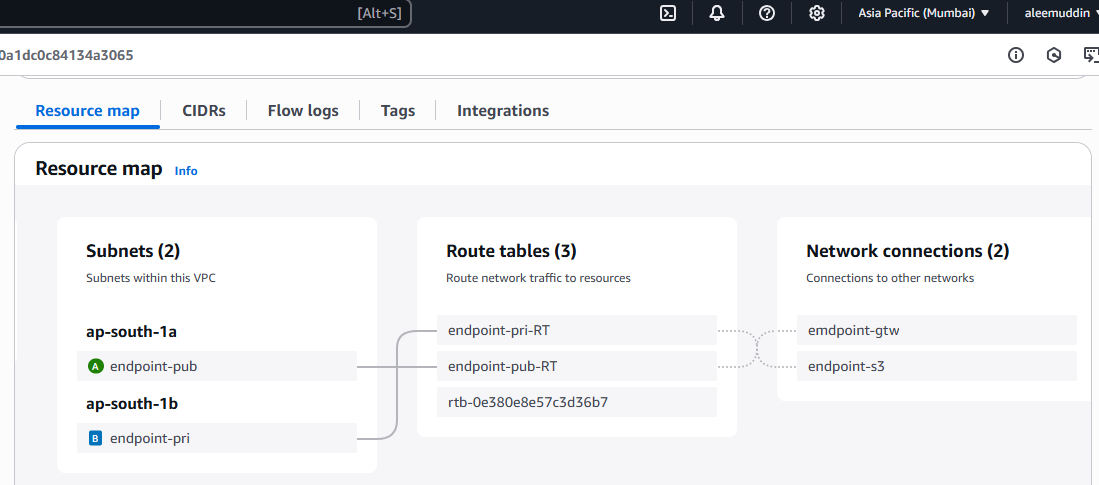 [Alt+S]
Asia Pacific (Mumbai)
aleemuddin
0a1dc0c84134a3065
Resource map
CIDRs
Flow logs
Tags
Integrations
Resource map
Info
Subnets (2)
Subnets within this VPC
ap-south-1a
A endpoint-pub
ap-south-1b
B endpoint-pri
Route tables (3)
Route network traffic to resources
endpoint-pri-RT
endpoint-pub-RT
rtb-0e380e8e57c3d36b7
Network connections (2)
Connections to other networks
emdpoint-gtw
endpoint-s3